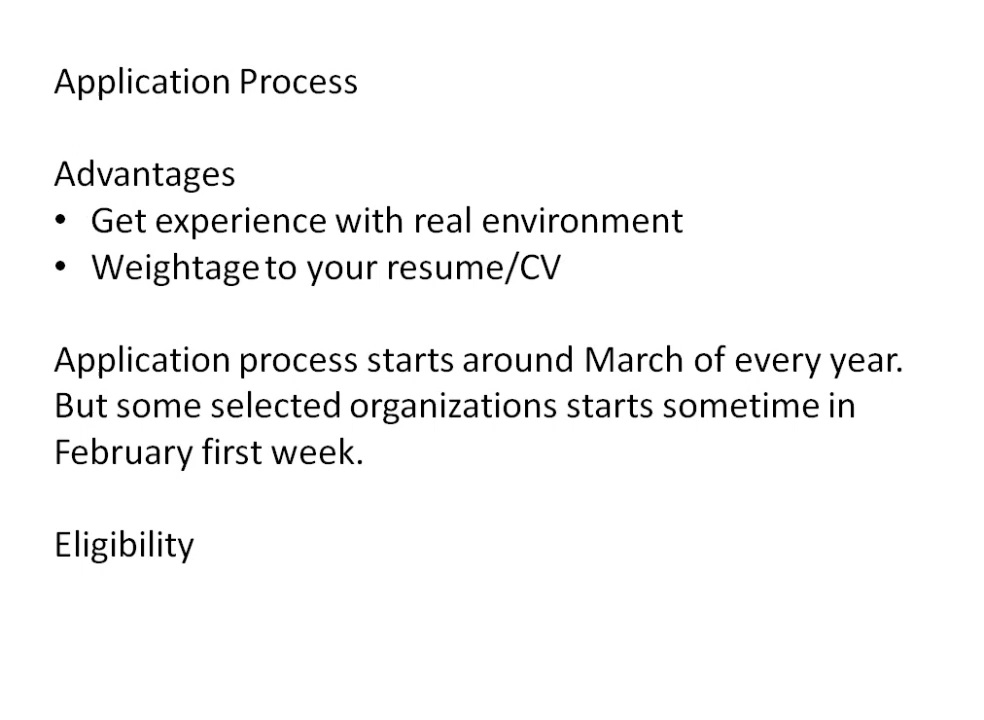 Application Process
Advantages
• Get experience with real environment
• Weightage to your resume/CV
Application process starts around March of every year.
But some selected organizations starts sometime in
February first week.
Eligibility